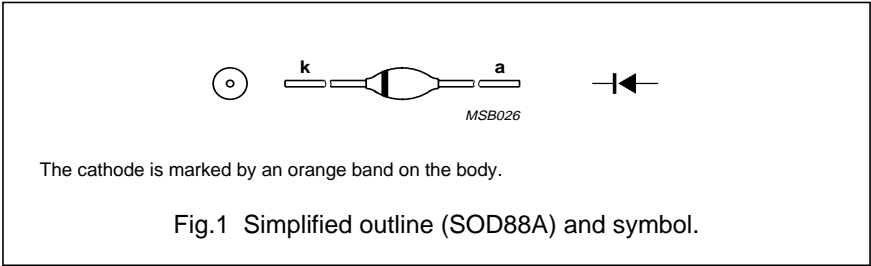 k a
MSB026
The cathode is marked by an orange band on the body.
Fig.1 Simplified outline (SOD88A) and symbol.